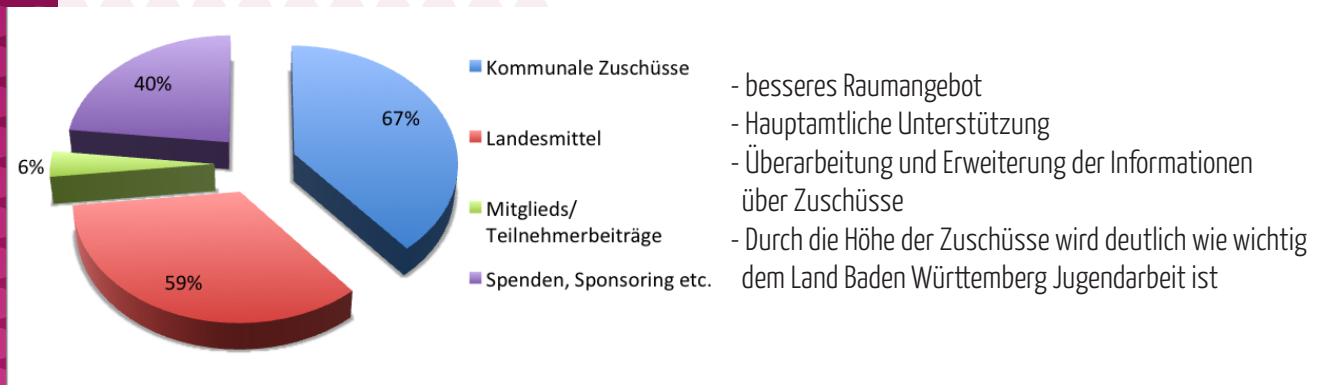 40%
67%
6%
59%
Kommunale Zuschüsse
Landesmittel
Mitglieds/
Teilnehmerbeiträge
Spenden, Sponsoring etc.
- besseres Raumangebot
- Hauptamtliche Unterstützung
- Überarbeitung und Erweiterung der Informationen
über Zuschüsse
- Durch die Höhe der Zuschüsse wird deutlich wie wichtig
dem Land Baden Württemberg Jugendarbeit ist